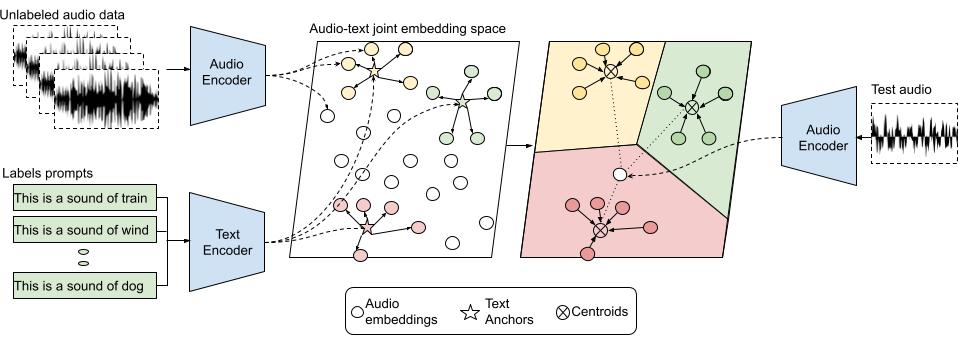 Unlabeled audio data
Audio
Encoder
Labels prompts
This is a sound of train
This is a sound of wind
This is a sound of dog
Text
Encoder
Audio-text joint embedding space
Test audio
Audio
Encoder
Audio
embeddings
Text
Anchors
Centroids